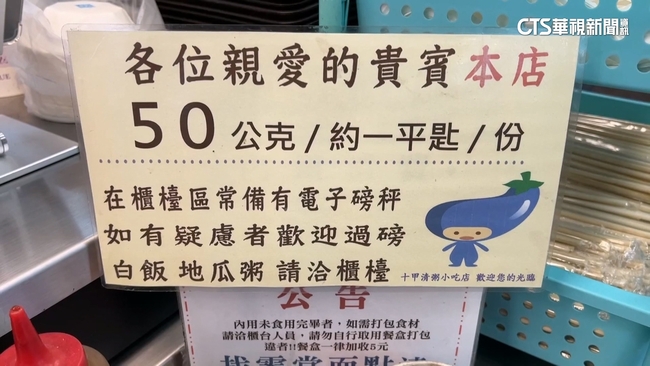 CTS華視新聞資訊
各位親愛的貴賓本店
50公克/約一平匙/份
在櫃檯區常備有電子磅秤
如有疑慮者歡迎過磅
白飯 地瓜粥 請洽櫃檯
十甲清粥小吃店 歡迎您的光臨
公告
內用未食用完畢者，如需打包食材
請洽櫃台人員，請勿自行取用餐盒打包
違者!!餐盒一律加收5元